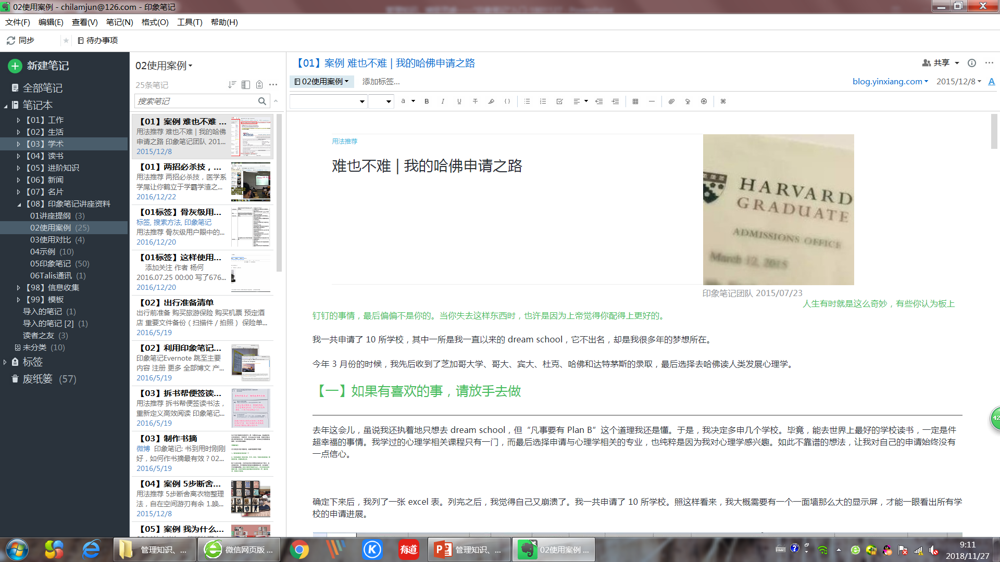 02使用案例 - chilamjun@126.com - 印象笔记
文件(F) 编辑(E) 查看(V) 笔记(N) 格式(O) 工具(T) 帮助(H)
同步 待办事项
新建笔记
全部笔记
笔记本
【01】工作
【02】生活
【03】学术
【04】读书
【05】进阶知识
【06】新闻
【07】名片
【08】印象笔记讲座资料
01讲座提纲 (3)
02使用案例 (25)
03使用对比 (4)
04示例 (10)
05印象笔记 (50)
06Talis通讯 (1)
【98】信息收集
【99】模板
导入的笔记 (1)
导入的笔记 [2] (1)
读者之友 (3)
未分类 (10)
标签
废纸篓 (57)
02使用案例
25条笔记
搜索笔记
【01】案例 难也不难 ...
用法推荐 难也不难 | 我的哈佛
申请之路 印象笔记团队 201...
2015/12/8
【01】两招必杀技，...
用法推荐 两招必杀技，医学系
学屌让你鹤立于学霸学渣之...
2016/12/22
【01标签】骨灰级用...
标签, 搜索方法, 印象笔记
用法推荐 骨灰级用户眼中的...
2016/12/20
【01标签】这样使用...
添加关注 作者 杨何
2016.07.25 00:00 写了676...
2016/12/20
【02】出行准备清单
出行前准备 购买旅游保险 购买机票 预定酒
店 重要文件备份（扫描件 / 拍照） 保险单...
2016/5/19
【02】利用印象笔记...
印象笔记Evernote 跳至主要
内容 注册 更多 全部博文 产...
2016/5/19
【03】拆书帮便签读...
用法推荐 拆书帮便签读书法，
重新定义高效阅读 印象笔记...
2016/5/19
【03】制作书摘
微博 印象笔记: 书到用时刚刚
好，如何作书摘最有效？02...
2016/5/19
【04】案例 5步断舍...
用法推荐 5步断舍离衣物整理
法，自在空间游刃有余 1.唤...
2015/12/8
【05】案例 我为什么...
【01】案例 难也不难 | 我的哈佛申请之路
共享
02使用案例 添加标签...
blog.yinxiang.com 2015/12/8
用法推荐
难也不难 | 我的哈佛申请之路
HARVARD
GRADUATE
ADMISSIONS OFFICE
March 12, 2015
印象笔记团队 2015/07/23
人生有时就是这么奇妙，有些你认为板上
钉钉的事情，最后偏偏不是你的。当你失去这样东西时，也许是因为上帝觉得你配得上更好的。
我一共申请了 10 所学校，其中一所是我一直以来的 dream school，它不出名，却是我很多年的梦想所在。
今年 3 月份的时候，我先后收到了芝加哥大学、哥大、宾大、杜克、哈佛和达特茅斯的录取，最后选择去哈佛读人类发展心理学。
【一】如果有喜欢的事，请放手去做
去年这会儿，虽说我还执着地只想去 dream school，但“凡事要有 Plan B”这个道理我还是懂。于是，我决定多申几个学校。毕竟，能去世界上最好的学校读书，一定是件
超幸福的事情。我学过的心理学相关课程只有一门，而最后选择申请与心理学相关的专业，也纯粹是因为我对心理学感兴趣。如此不靠谱的想法，让我对自己的申请始终没有
一点信心。
确定下来后，我列了一张 excel 表。列完之后，我觉得自己又崩溃了。我一共申请了 10 所学校。照这样看来，我大概需要有一个一面墙那么大的显示屏，才能一眼看出所有学
校的申请进展。
42
管理知识、...
微信网页版 ...
有道
管理知识、...
02使用案例 ...
9:11
2018/11/27